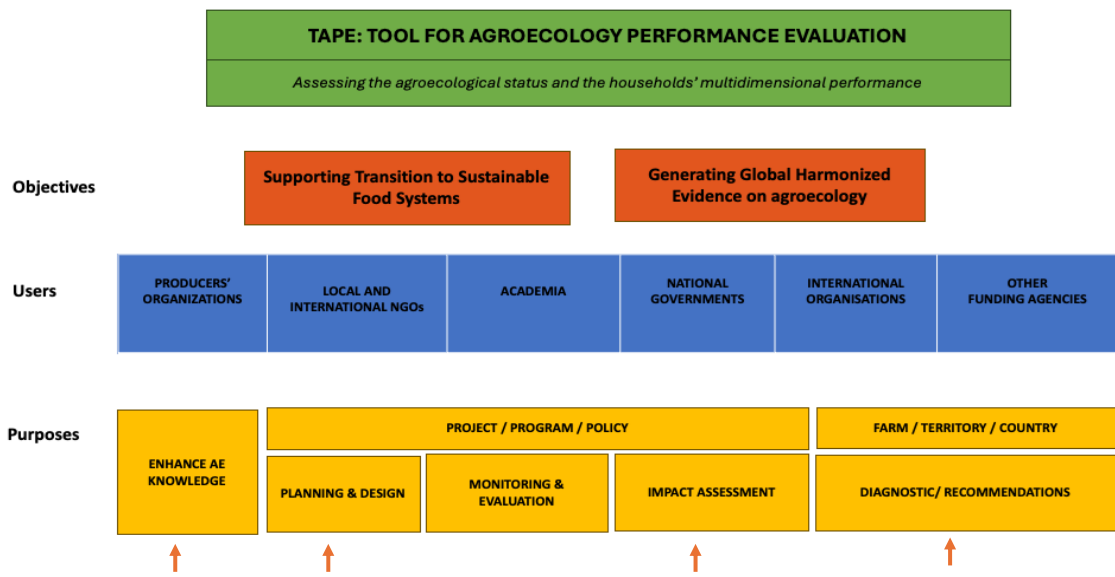 TAPE: TOOL FOR AGROECOLOGY PERFORMANCE EVALUATION
Assessing the agroecological status and the households' multidimensional performance
Objectives
Supporting Transition to Sustainable
Food Systems
Generating Global Harmonized
Evidence on agroecology
Users
PRODUCERS'
ORGANIZATIONS
LOCAL AND
INTERNATIONAL NGOs
ACADEMIA
NATIONAL
GOVERNMENTS
INTERNATIONAL
ORGANISATIONS
OTHER
FUNDING AGENCIES
Purposes
ENHANCE AE
KNOWLEDGE
PROJECT / PROGRAM / POLICY
PLANNING & DESIGN
MONITORING &
EVALUATION
IMPACT ASSESSMENT
FARM / TERRITORY / COUNTRY
DIAGNOSTIC/ RECOMMENDATIONS